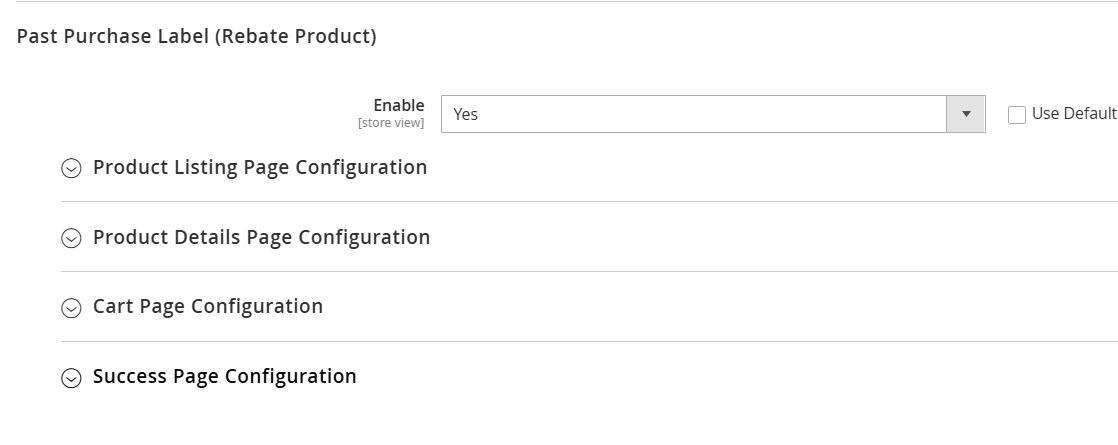 Past Purchase Label (Rebate Product)
Enable
[store view]
Yes
Use Default
Product Listing Page Configuration
Product Details Page Configuration
Cart Page Configuration
Success Page Configuration